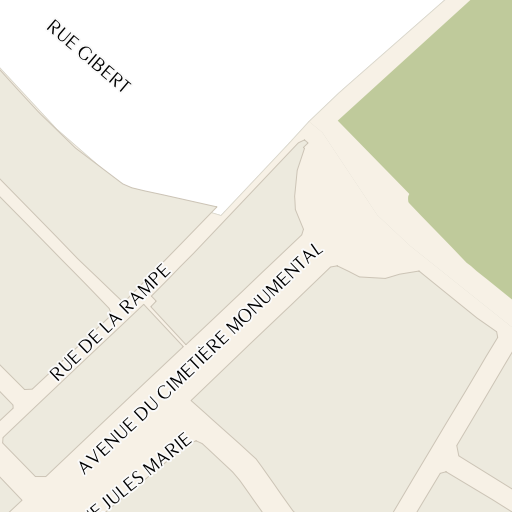 RUE GIBERT
RUE DE LA RAMPE
AVENUE DU CIMETIÈRE MONUMENTAL
JULES MARIE